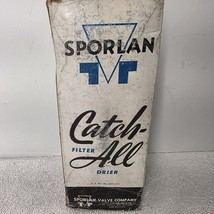 SPORLAN
Catch-
FILTER
All
DRIER
SPORLAN VALVE COMPANY